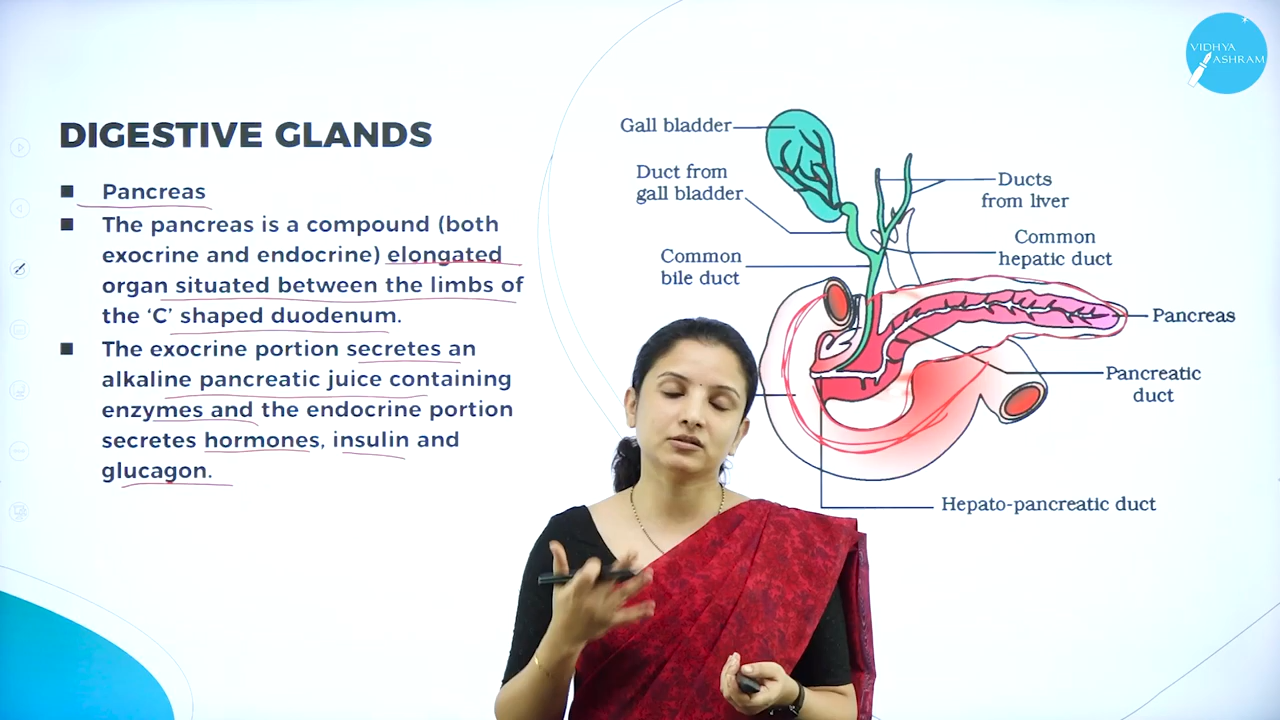 VIDHYA
ASHRAM
DIGESTIVE GLANDS
Pancreas
The pancreas is a compound (both
exocrine and endocrine) elongated
organ situated between the limbs of
the ‘C’ shaped duodenum.
The exocrine portion secretes an
alkaline pancreatic juice containing
enzymes and the endocrine portion
secretes hormones, insulin and
glucagon.
Gall bladder
Duct from
gall bladder
Common
bile duct
Ducts
from liver
Common
hepatic duct
Pancreas
Pancreatic
duct
Hepato-pancreatic duct